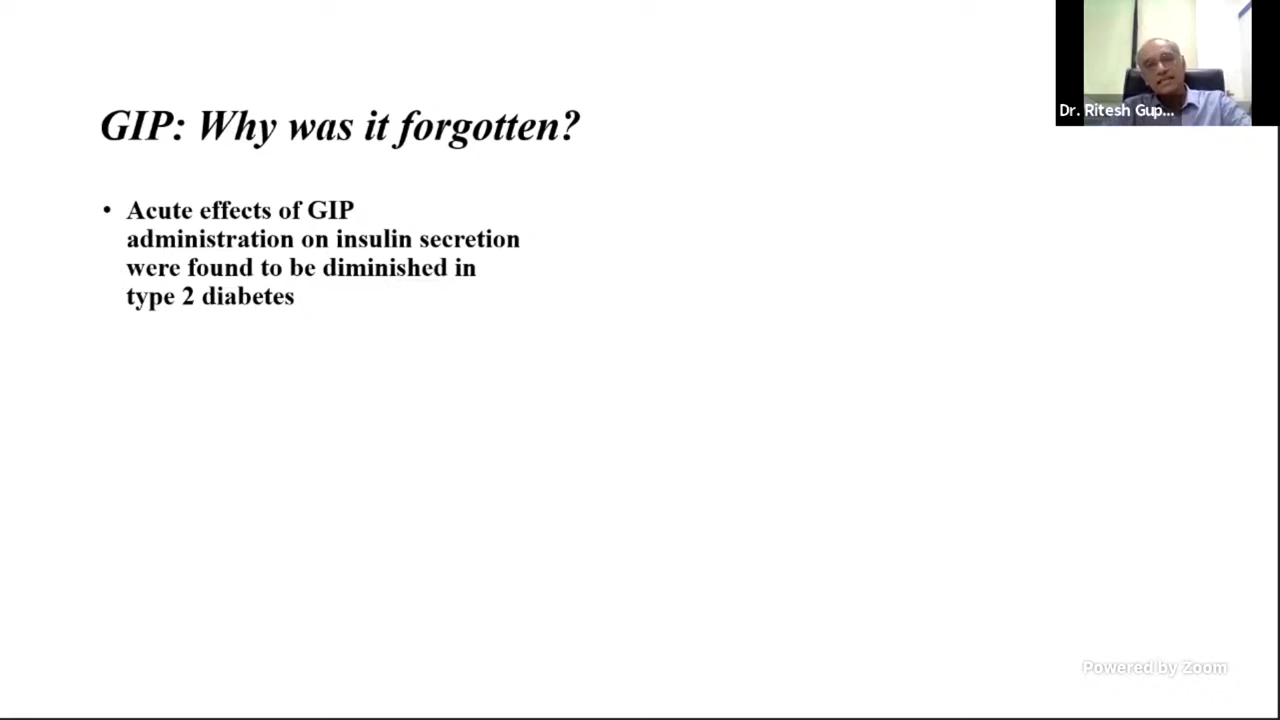 GIP: Why was it forgotten?
• Acute effects of GIP
administration on insulin secretion
were found to be diminished in
type 2 diabetes
Dr. Ritesh Gup...
Powered by Zoom